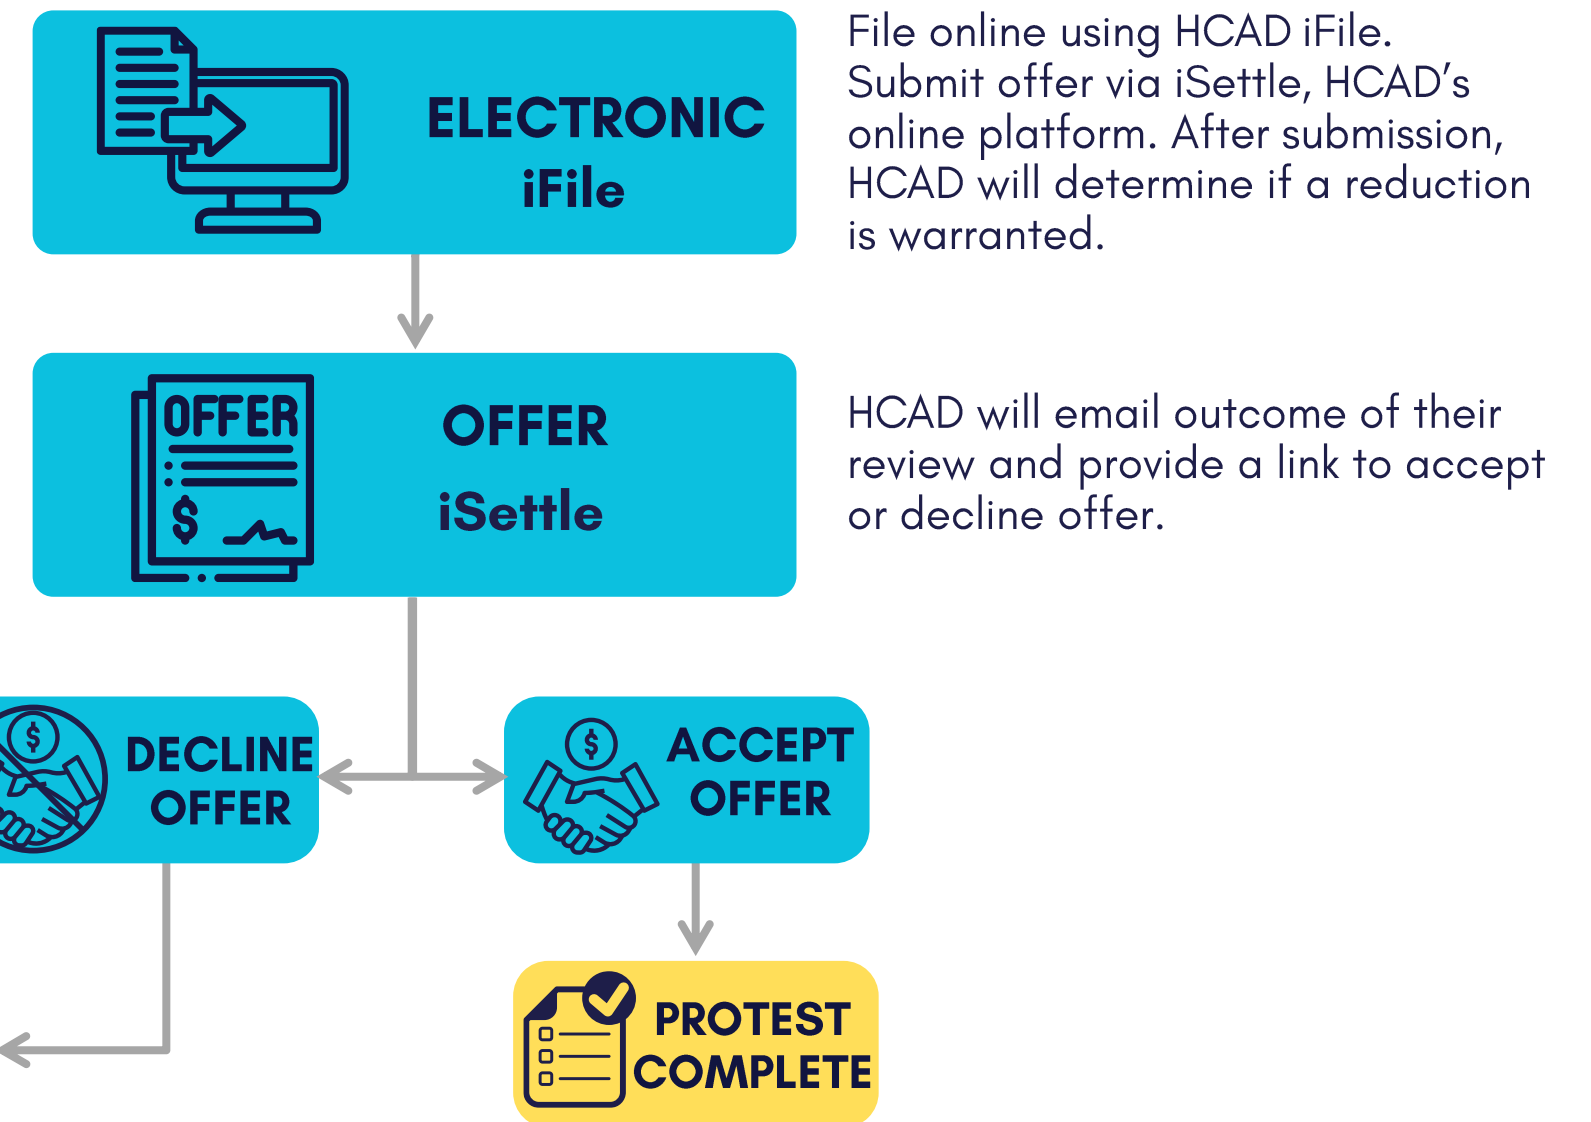 ELECTRONIC
iFile
File online using HCAD iFile.
Submit offer via iSettle, HCAD’s
online platform. After submission,
HCAD will determine if a reduction
is warranted.
OFFER
$
OFFER
iSettle
HCAD will email outcome of their
review and provide a link to accept
or decline offer.
$
DECLINE
OFFER
$
ACCEPT
OFFER
PROTEST
COMPLETE